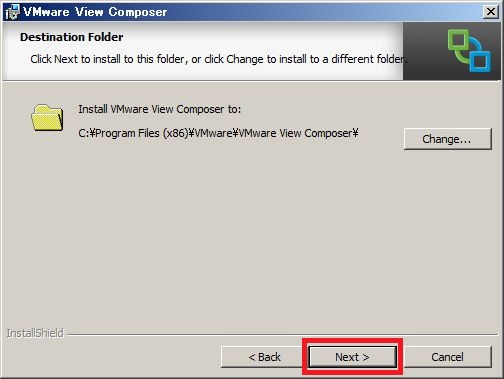 VMware View Composer
Destination Folder
Click Next to install to this folder, or click Change to install to a different folder.
Install VMware View Composer to:
C:¥Program Files (x86)¥VMware¥VMware View Composer¥
Change...
InstallShield
< Back
Next >
Cancel